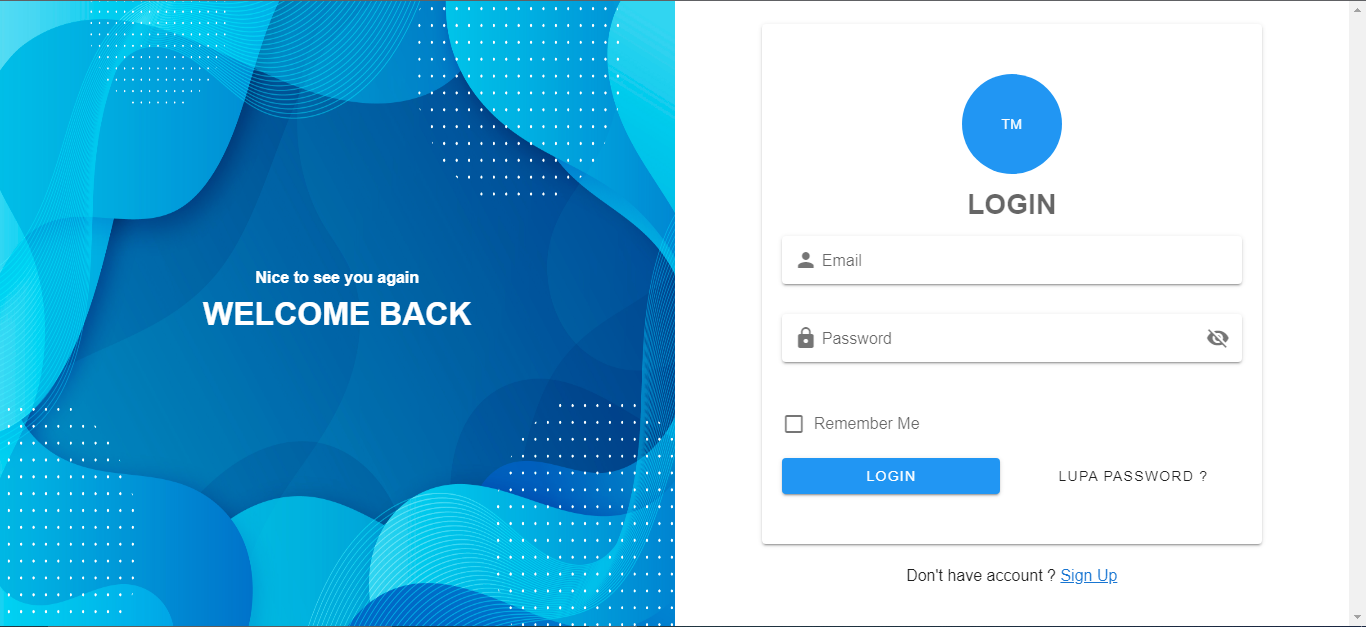 Nice to see you again
WELCOME BACK
TM
LOGIN
Email
Password
Remember Me
LOGIN
LUPA PASSWORD ?
Don't have account ? Sign Up